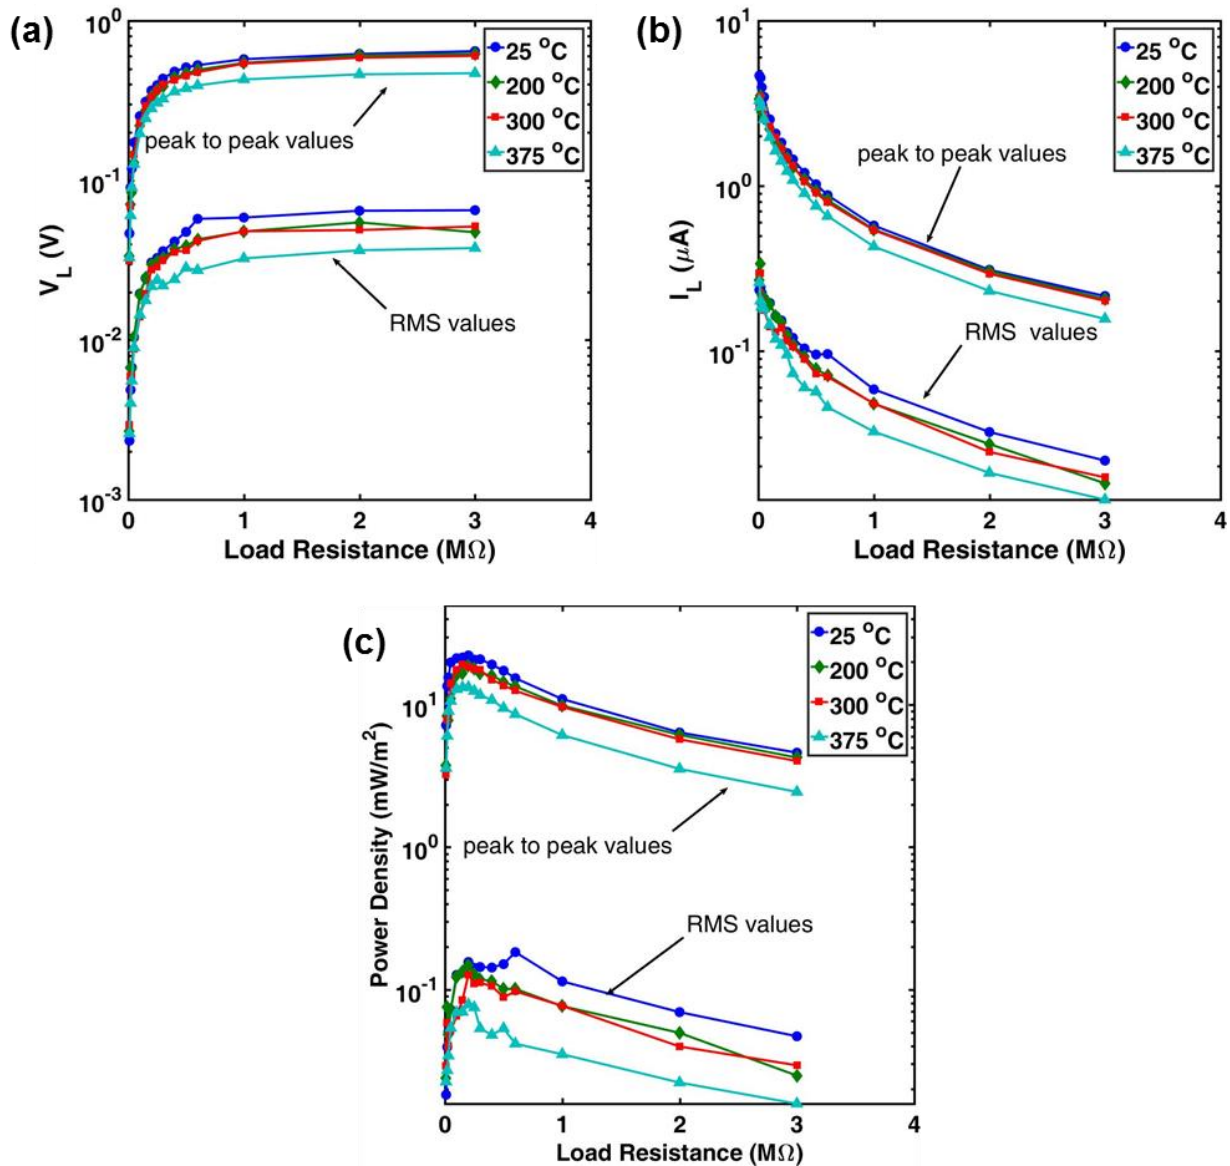 (a)
10⁰
10⁻¹
10⁻²
10⁻³
V_L (V)
25 °C
200 °C
300 °C
375 °C
peak to peak values
RMS values
0 1 2 3 4
Load Resistance (MΩ)
(b)
10¹
10⁰
10⁻¹
I_L (μA)
25 °C
200 °C
300 °C
375 °C
peak to peak values
RMS values
0 1 2 3 4
Load Resistance (MΩ)
(c)
10¹
10⁰
10⁻¹
Power Density (mW/m²)
25 °C
200 °C
300 °C
375 °C
peak to peak values
RMS values
0 1 2 3 4
Load Resistance (MΩ)